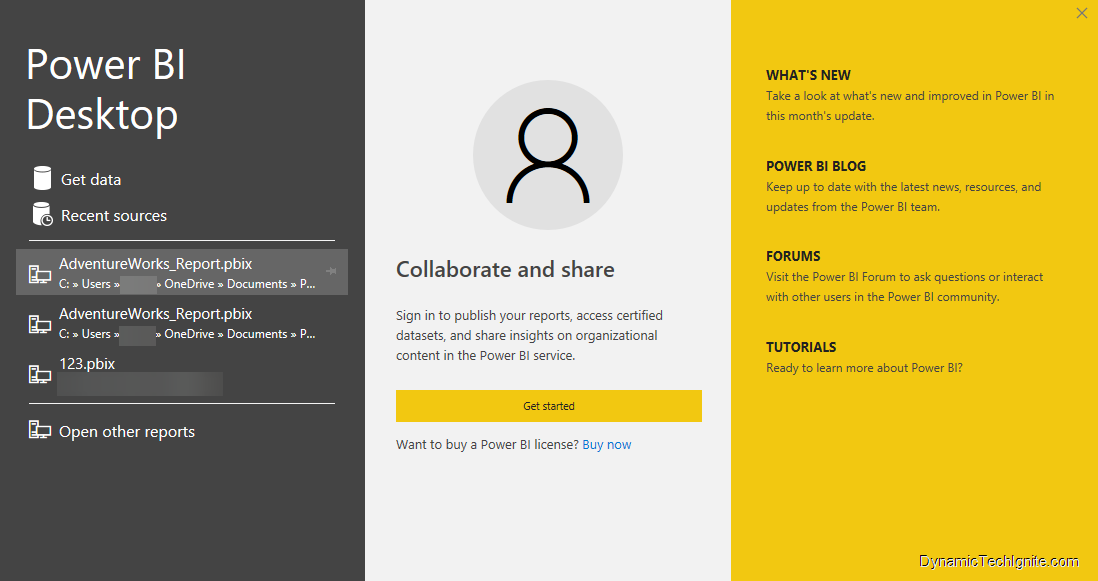 Power BI
Desktop
Get data
Recent sources
AdventureWorks_Report.pbix
C: » Users » » OneDrive » Documents » P...
AdventureWorks_Report.pbix
C: » Users » » OneDrive » Documents » P...
123.pbix
Open other reports
Collaborate and share
Sign in to publish your reports, access certified
datasets, and share insights on organizational
content in the Power BI service.
Get started
Want to buy a Power BI license? Buy now
WHAT'S NEW
Take a look at what's new and improved in Power BI in
this month's update.
POWER BI BLOG
Keep up to date with the latest news, resources, and
updates from the Power BI team.
FORUMS
Visit the Power BI Forum to ask questions or interact
with other users in the Power BI community.
TUTORIALS
Ready to learn more about Power BI?
DynamicTechIgnite.com